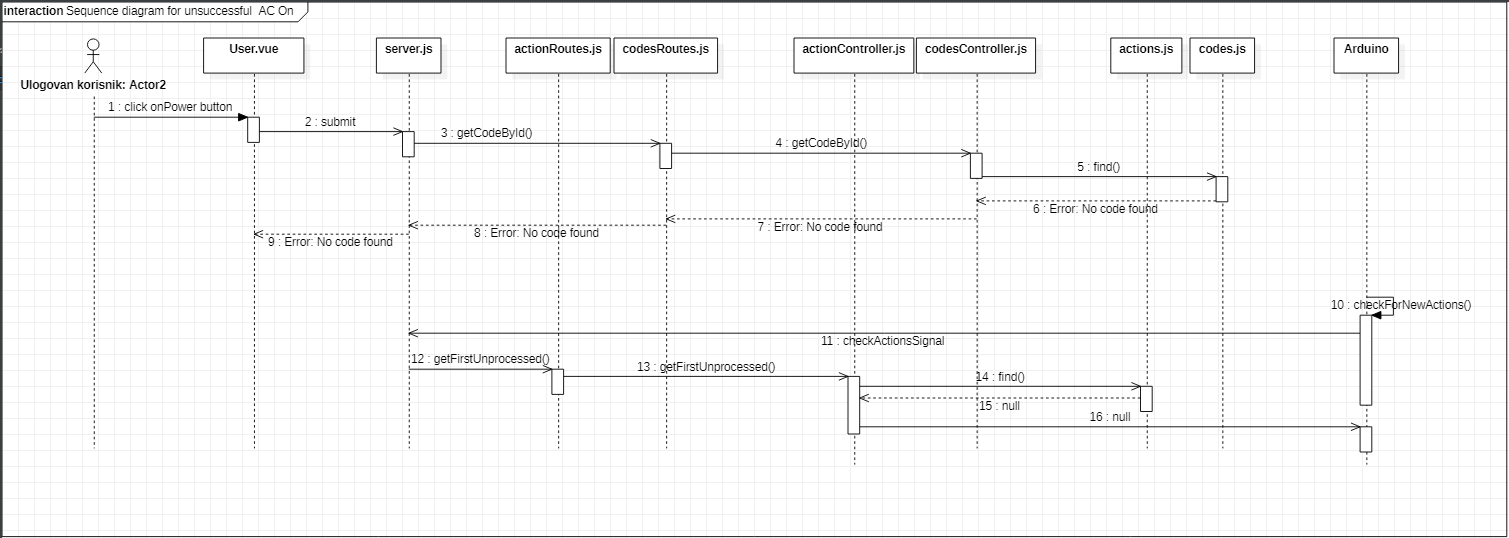 interaction Sequence diagram for unsuccessful AC On
User.vue
server.js
actionRoutes.js
codesRoutes.js
actionController.js
codesController.js
actions.js
codes.js
Arduino
Ulogovan korisnik: Actor2
1 : click onPower button
2 : submit
3 : getCodeById()
4 : getCodeById()
5 : find()
6 : Error: No code found
7 : Error: No code found
8 : Error: No code found
9 : Error: No code found
10 : checkForNewActions()
11 : checkActionsSignal
12 : getFirstUnprocessed()
13 : getFirstUnprocessed()
14 : find()
15 : null
16 : null